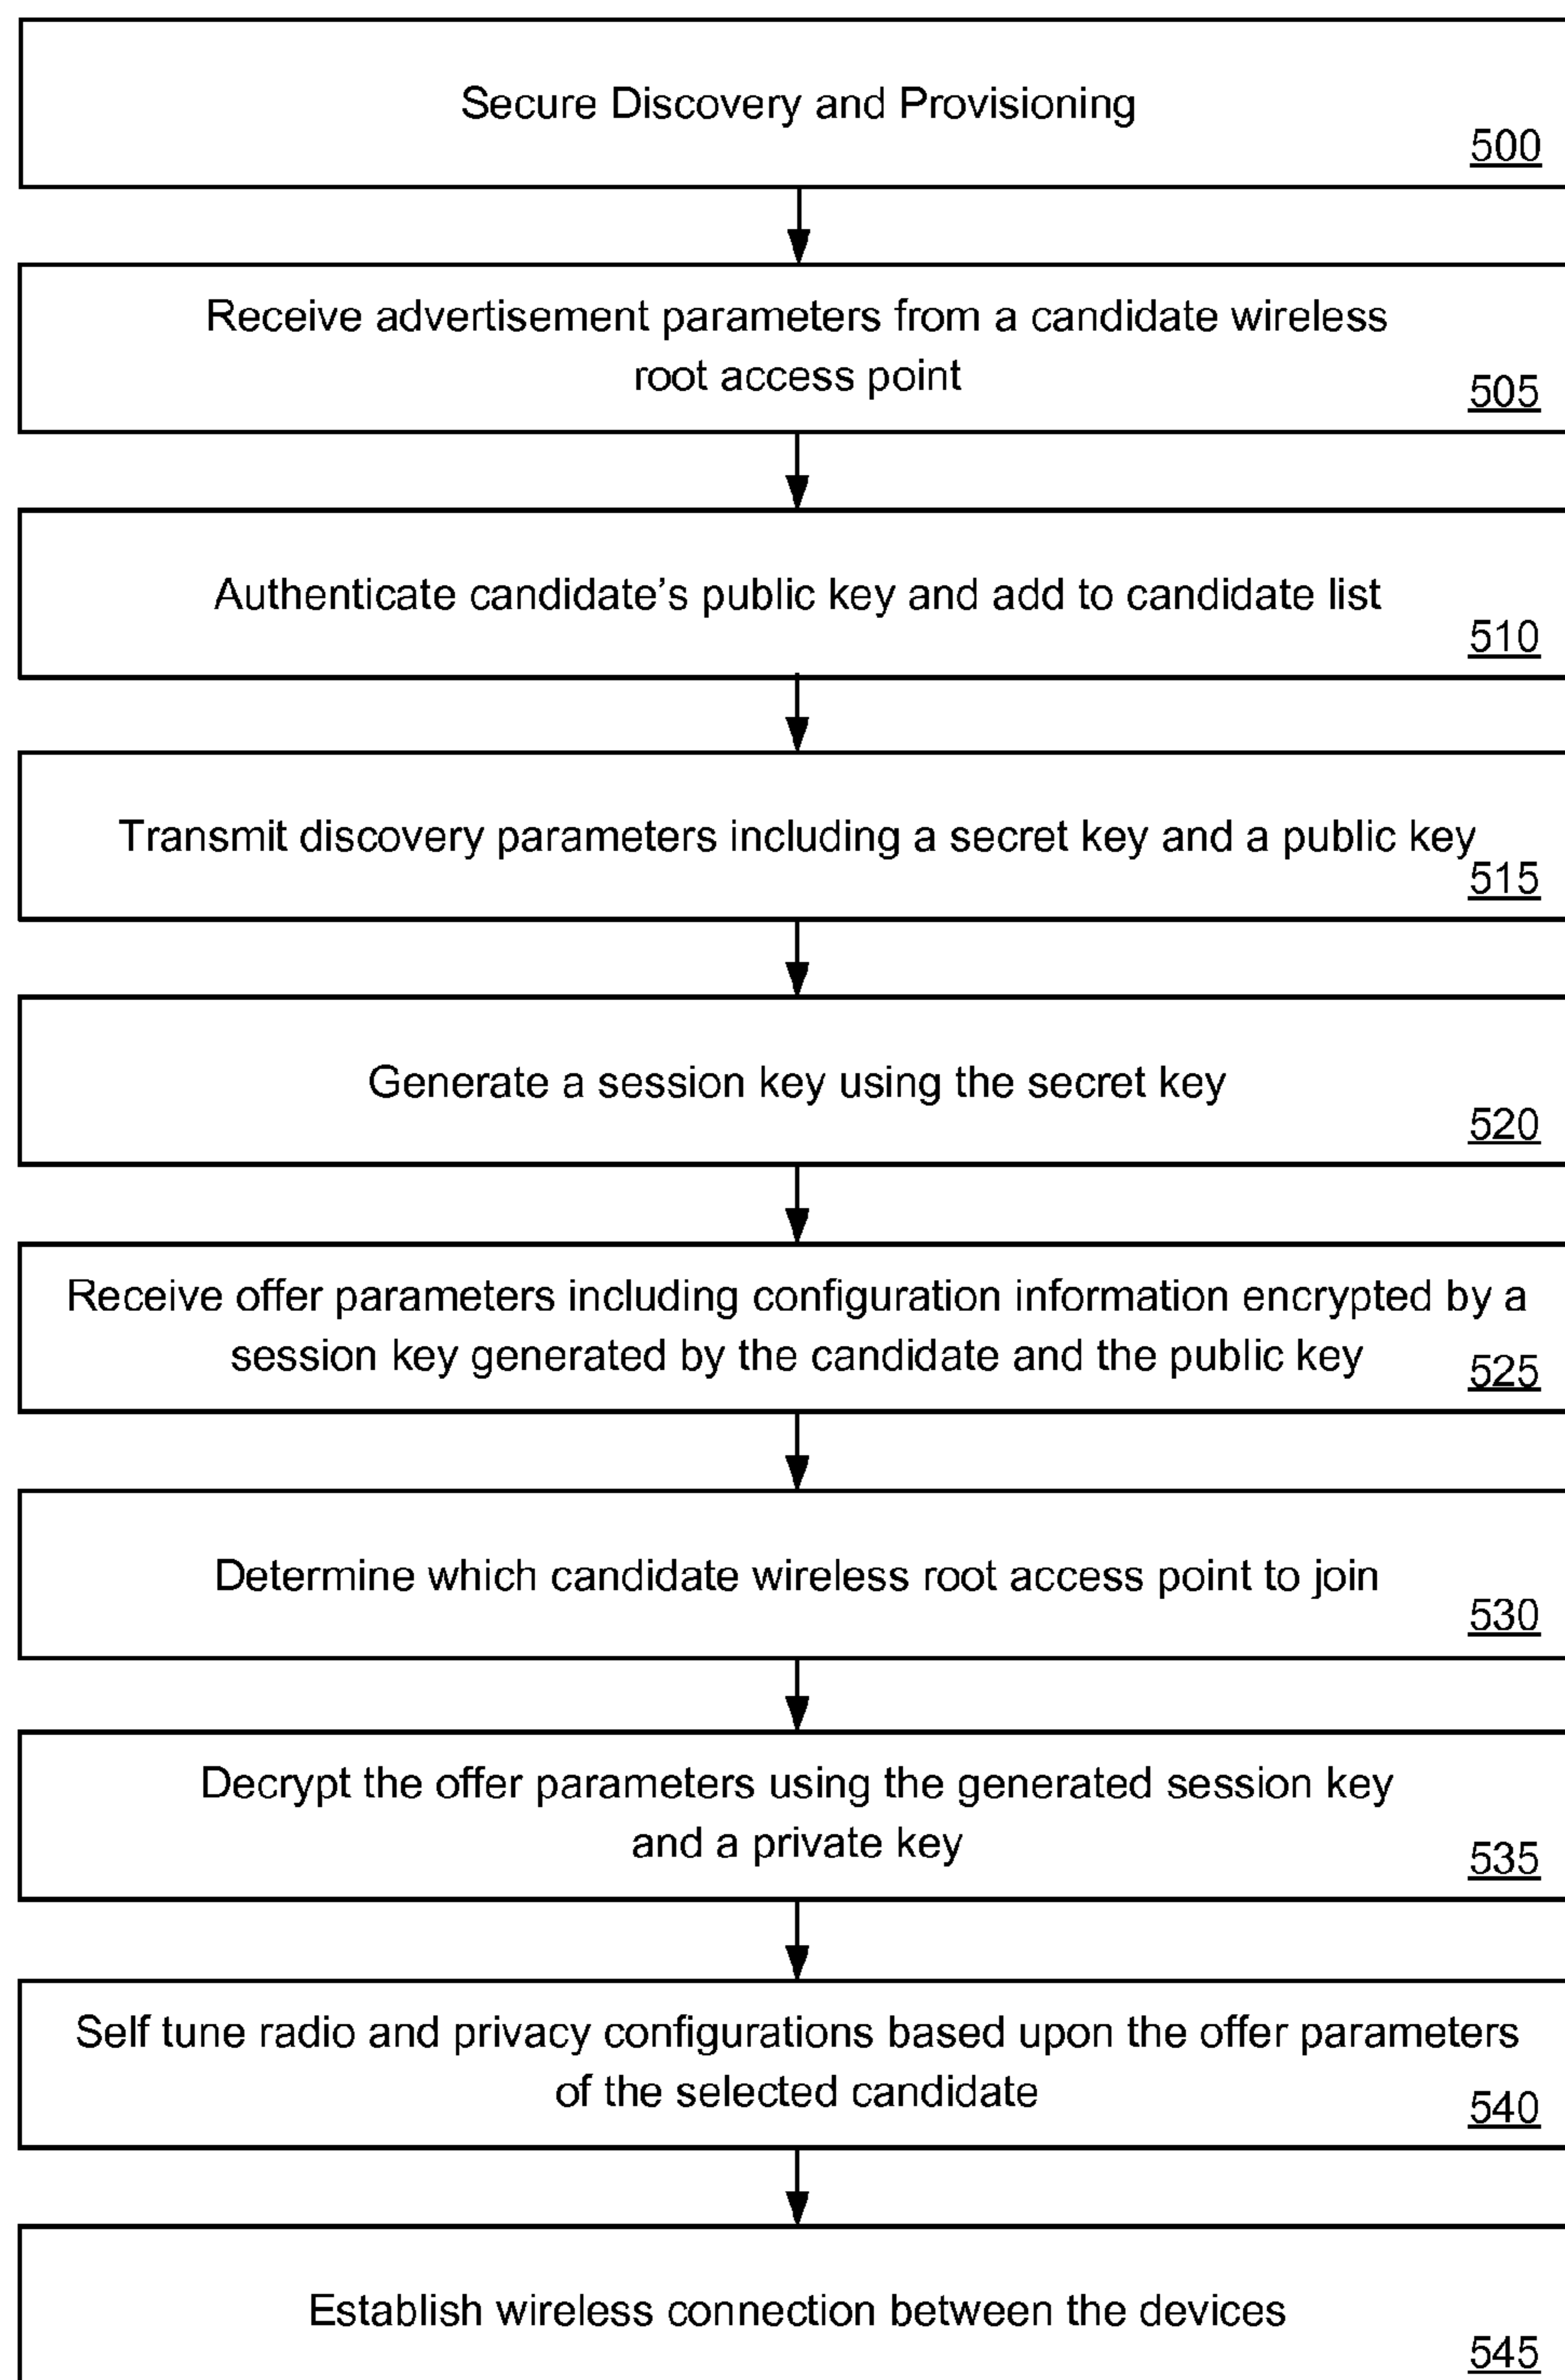 Secure Discovery and Provisioning
500
Receive advertisement parameters from a candidate wireless
root access point
505
Authenticate candidate's public key and add to candidate list
510
Transmit discovery parameters including a secret key and a public key
515
Generate a session key using the secret key
520
Receive offer parameters including configuration information encrypted by a
session key generated by the candidate and the public key
525
Determine which candidate wireless root access point to join
530
Decrypt the offer parameters using the generated session key
and a private key
535
Self tune radio and privacy configurations based upon the offer parameters
of the selected candidate
540
Establish wireless connection between the devices
545